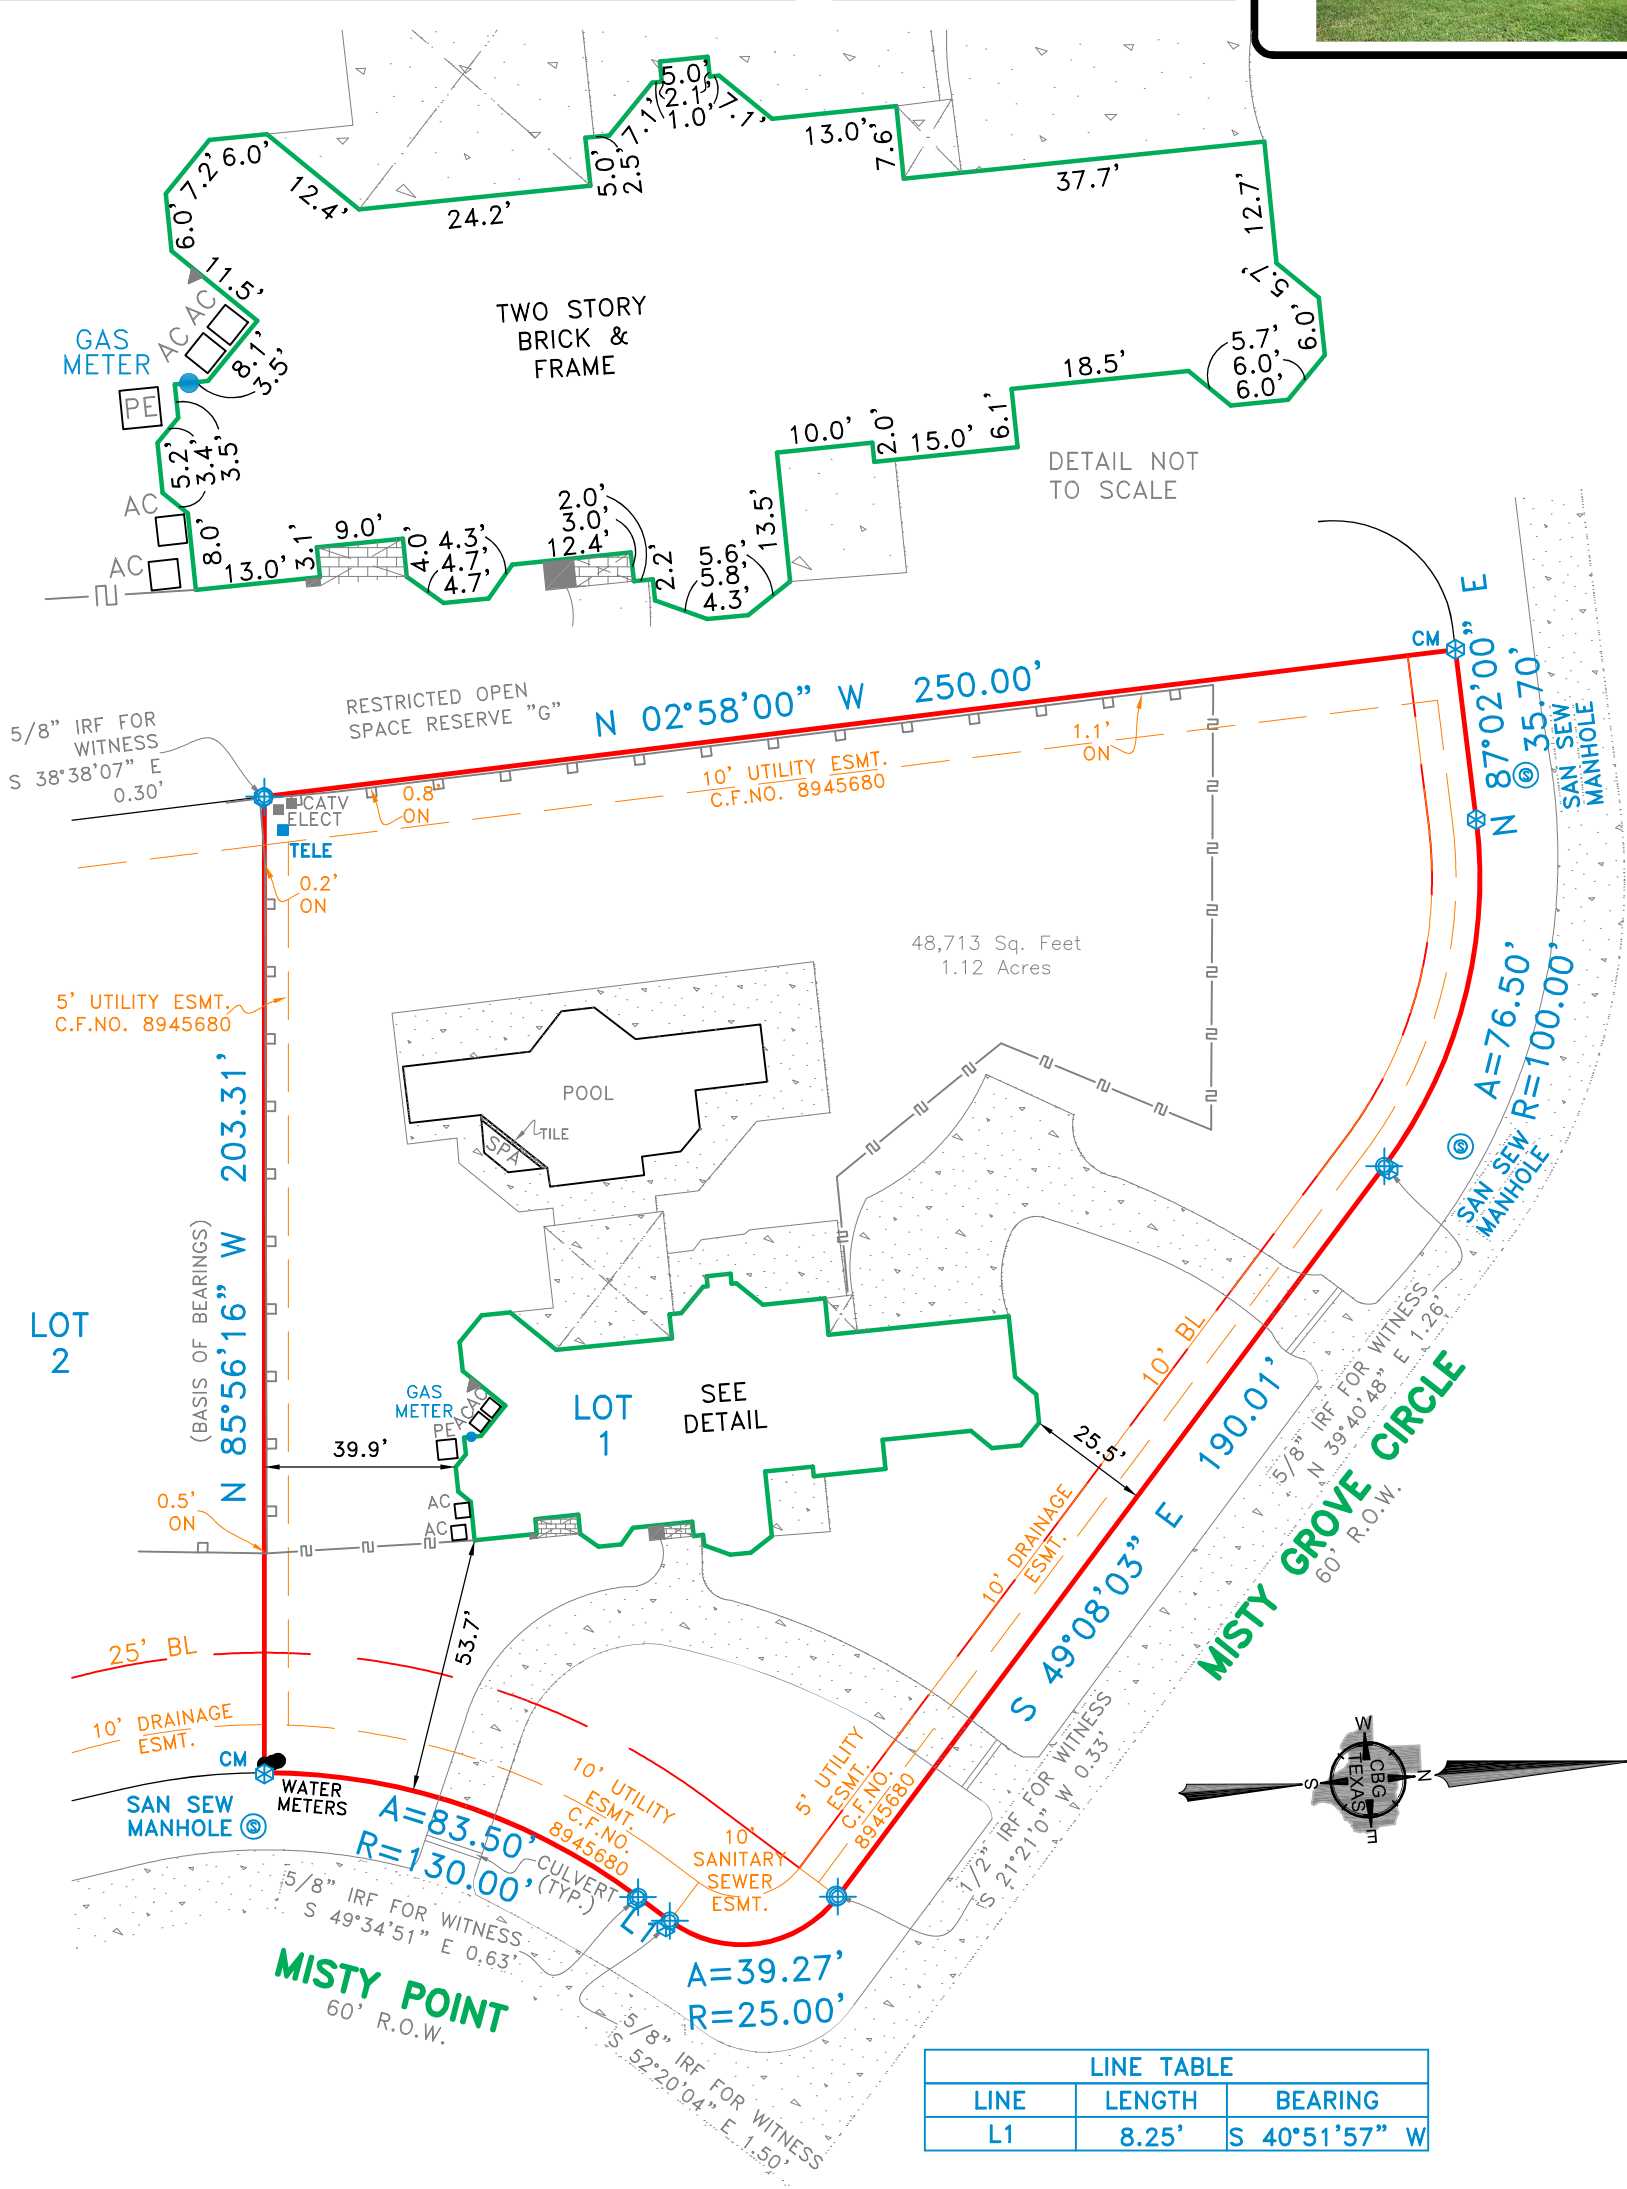 5.0'
2.1'
1.0'
7.1'
7.1'
13.0'
7.6'
37.7'
12.7'
5.7'
6.0'
7.2'
6.0'
6.0'
12.4'
24.2'
5.0'
2.5'
11.5'
AC
AC
8.1'
3.5'
GAS
METER
PE
TWO STORY
BRICK &
FRAME
5.7'
6.0'
6.0'
18.5'
6.1'
15.0'
2.0'
10.0'
13.5'
DETAIL NOT
TO SCALE
5.2'
3.4'
3.5'
AC
AC
8.0'
13.0'
3.1'
9.0'
4.0'
4.3'
4.7'
4.7'
2.0'
3.0'
12.4'
2.2'
5.6'
5.8'
4.3'
CM
N 87°02'00" E
35.70'
SAN SEW
MANHOLE
RESTRICTED OPEN
SPACE RESERVE "G"
N 02°58'00" W 250.00'
5/8" IRF FOR
WITNESS
S 38°38'07" E
0.30'
CATV
ELECT
TELE
0.8'
ON
10' UTILITY ESMT.
C.F.NO. 8945680
1.1'
ON
0.2'
ON
48,713 Sq. Feet
1.12 Acres
5' UTILITY ESMT.
C.F.NO. 8945680
A=76.50'
R=100.00'
SAN SEW
MANHOLE
POOL
TILE
SPA
N 85°56'16" W 203.31'
(BASIS OF BEARINGS)
LOT
2
GAS
METER
PE
AC
AC
LOT
1
SEE
DETAIL
39.9'
AC
AC
0.5'
ON
25.5'
10' BL
190.01'
S 49°08'03" E
10' DRAINAGE
ESMT.
5/8" IRF FOR WITNESS
N 39°40'48" E 1.26'
MISTY GROVE CIRCLE
60' R.O.W.
53.7'
25' BL
10' DRAINAGE
ESMT.
CM
WATER
METERS
SAN SEW
MANHOLE
A=83.50'
R=130.00'
10' UTILITY
ESMT.
C.F.NO.
8945680
5' UTILITY
ESMT.
C.F.NO.
8945680
10'
SANITARY
SEWER
ESMT.
CULVERT
(TYP.)
5/8" IRF FOR WITNESS
S 49°34'51" E 0.63'
L1
1/2" IRF FOR WITNESS
S 21°21'0" W 0.33'
MISTY POINT
60' R.O.W.
A=39.27'
R=25.00'
5/8" IRF FOR WITNESS
S 52°20'04" E 1.50'
W
S
N
E
CBG
TEXAS
LINE TABLE
LINE LENGTH BEARING
L1 8.25' S 40°51'57" W